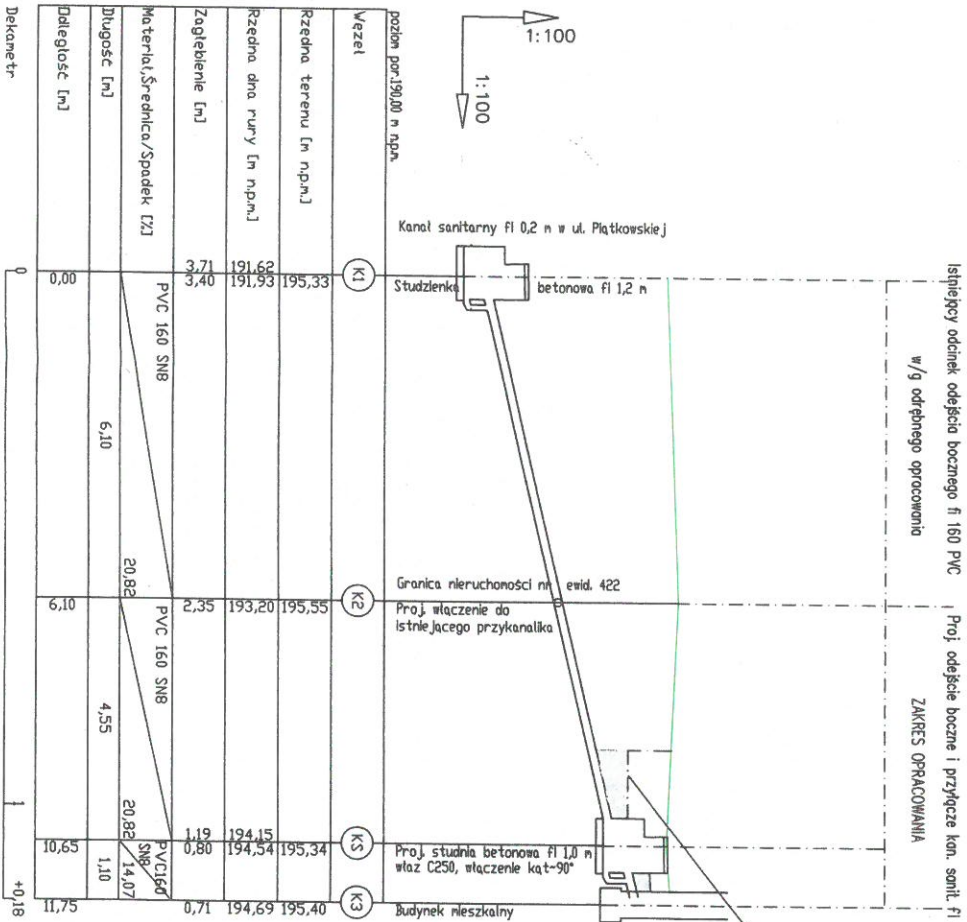 Istniejący odcinek odejścia bocznego fi 160 PVC
w/g odrębnego opracowania
Proj. odejście boczne i przyłącze kan. sanit. fi
ZAKRES OPRACOWANIA
1:100
1:100
Kanał sanitarny fi 0,2 m w ul. Piątkowskiej
Studzienka betonowa fi 1,2 m
Granica nieruchomości nr ewid. 422
Proj. włączenie do
istniejącego przykanalika
Proj. studnia betonowa fi 1,0 m
właz C250, włączenie kąt-90°
Budynek mieszkalny
poziom por.190,00 m n.p.m.
Węzeł K1 K2 KS K3
Rzędna terenu [m n.p.m.] 195,33 195,55 195,34 195,40
Rzędna dna rury [m n.p.m.] 191,62 191,93 193,20 194,15 194,54 194,69
Zagłębienie [m] 3,71 3,40 2,35 1,19 0,80 0,71
Materiał,Średnica/Spadek [%] PVC 160 SN8 20,82 PVC 160 SN8 20,82 PVC160 SN8 14,07
Długość [m] 6,10 4,55 1,10
Odległość [m] 0,00 6,10 10,65 11,75
Dekametr 0 1 +0,18